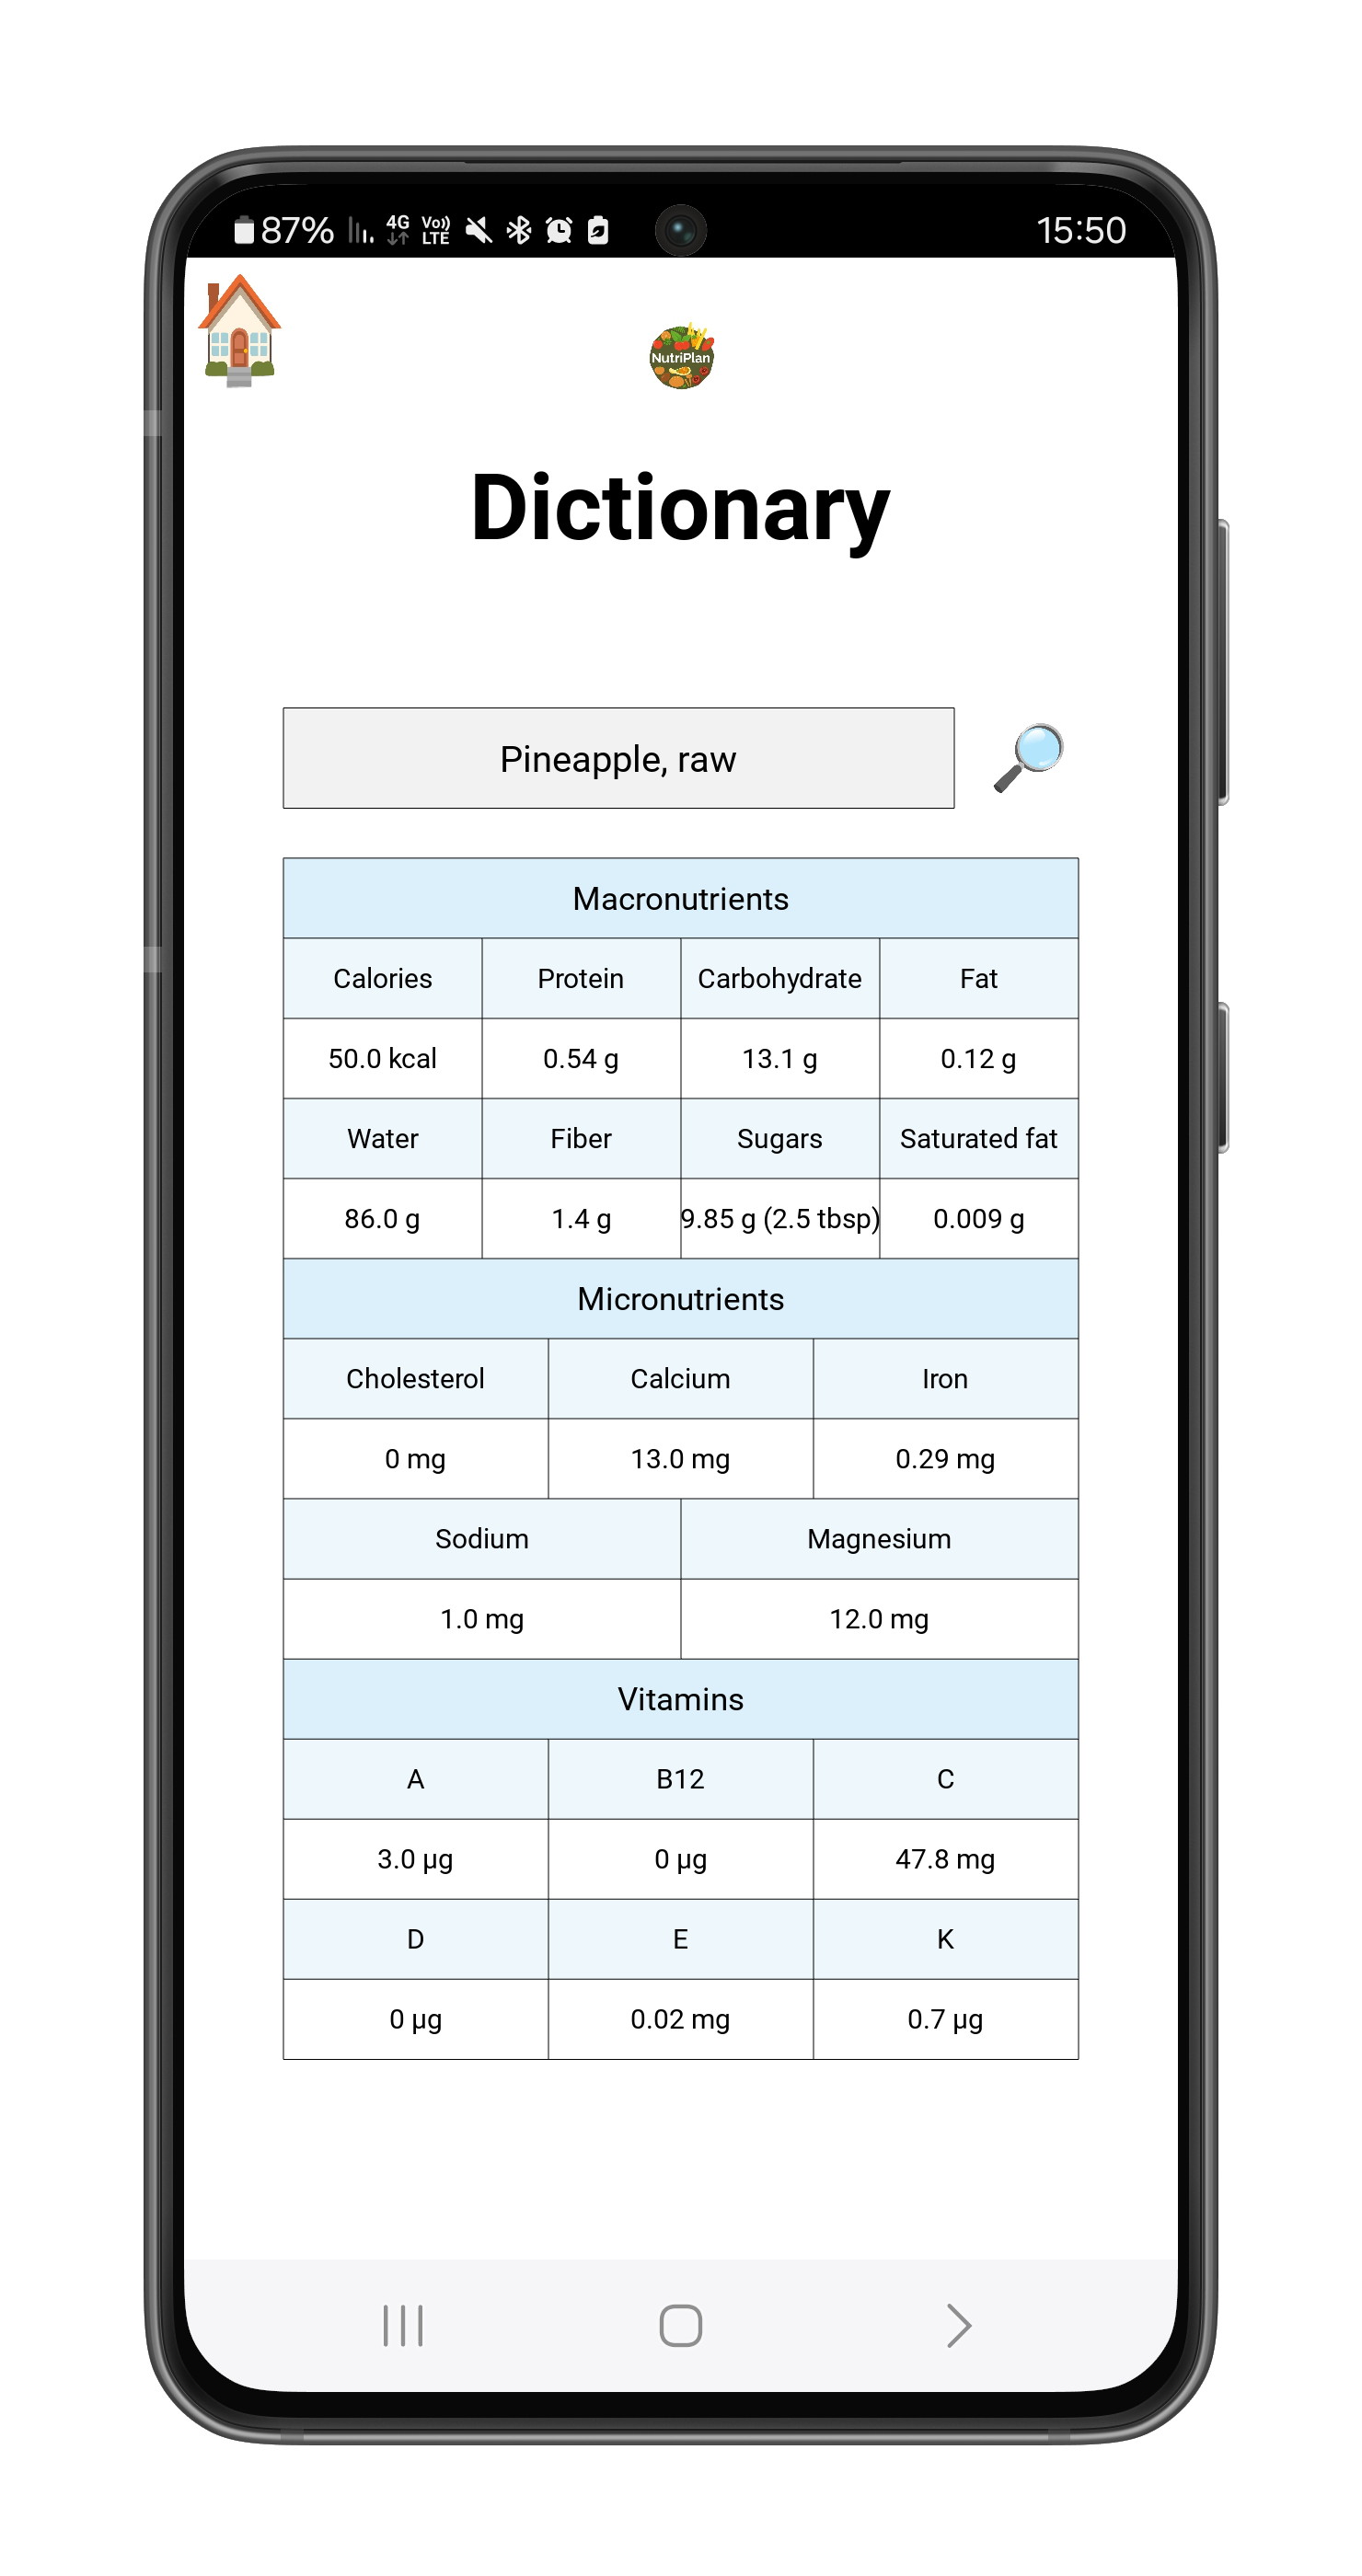 87% 4G Vo)) LTE 15:50
NutriPlan
Dictionary
Pineapple, raw
Macronutrients
Calories Protein Carbohydrate Fat
50.0 kcal 0.54 g 13.1 g 0.12 g
Water Fiber Sugars Saturated fat
86.0 g 1.4 g 9.85 g (2.5 tbsp) 0.009 g
Micronutrients
Cholesterol Calcium Iron
0 mg 13.0 mg 0.29 mg
Sodium Magnesium
1.0 mg 12.0 mg
Vitamins
A B12 C
3.0 µg 0 µg 47.8 mg
D E K
0 µg 0.02 mg 0.7 µg